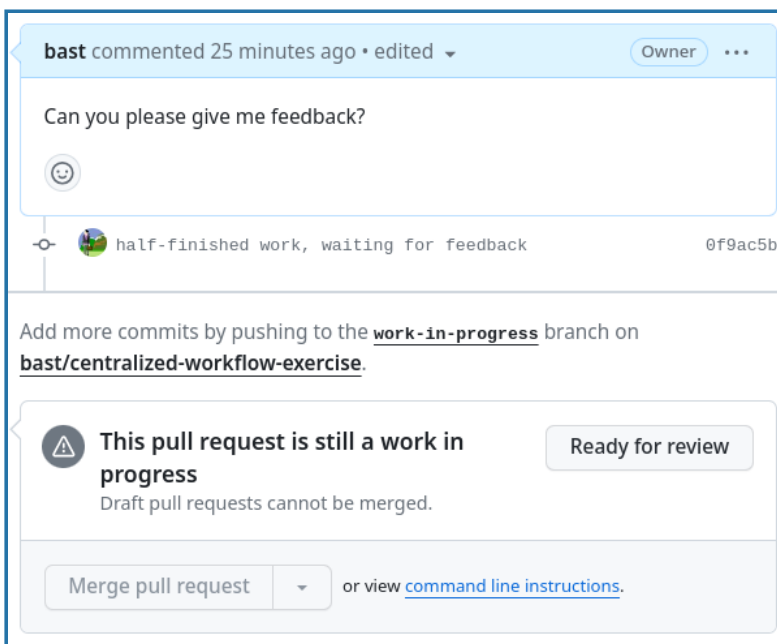 bast commented 25 minutes ago • edited
Owner
Can you please give me feedback?
half-finished work, waiting for feedback
0f9ac5b
Add more commits by pushing to the work-in-progress branch on
bast/centralized-workflow-exercise.
This pull request is still a work in
progress
Ready for review
Draft pull requests cannot be merged.
Merge pull request
or view command line instructions.